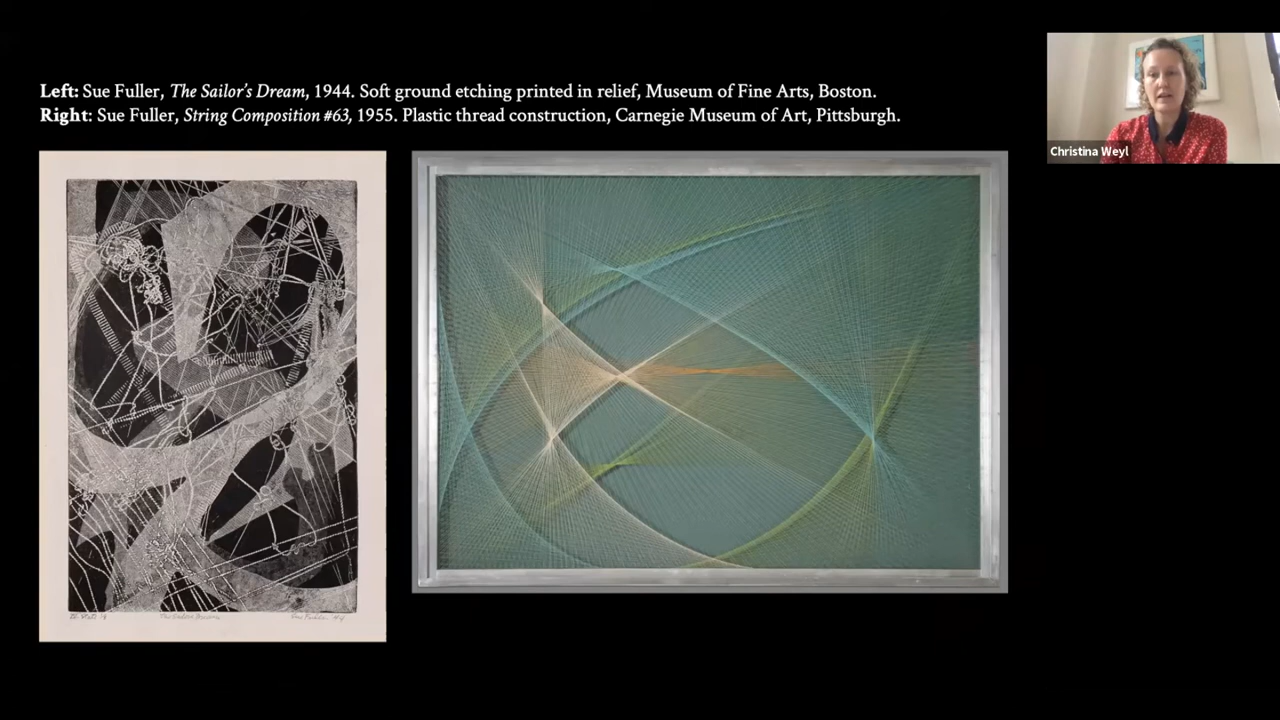 Left: Sue Fuller, The Sailor's Dream, 1944. Soft ground etching printed in relief, Museum of Fine Arts, Boston.
Right: Sue Fuller, String Composition #63, 1955. Plastic thread construction, Carnegie Museum of Art, Pittsburgh.
Christina Weyl